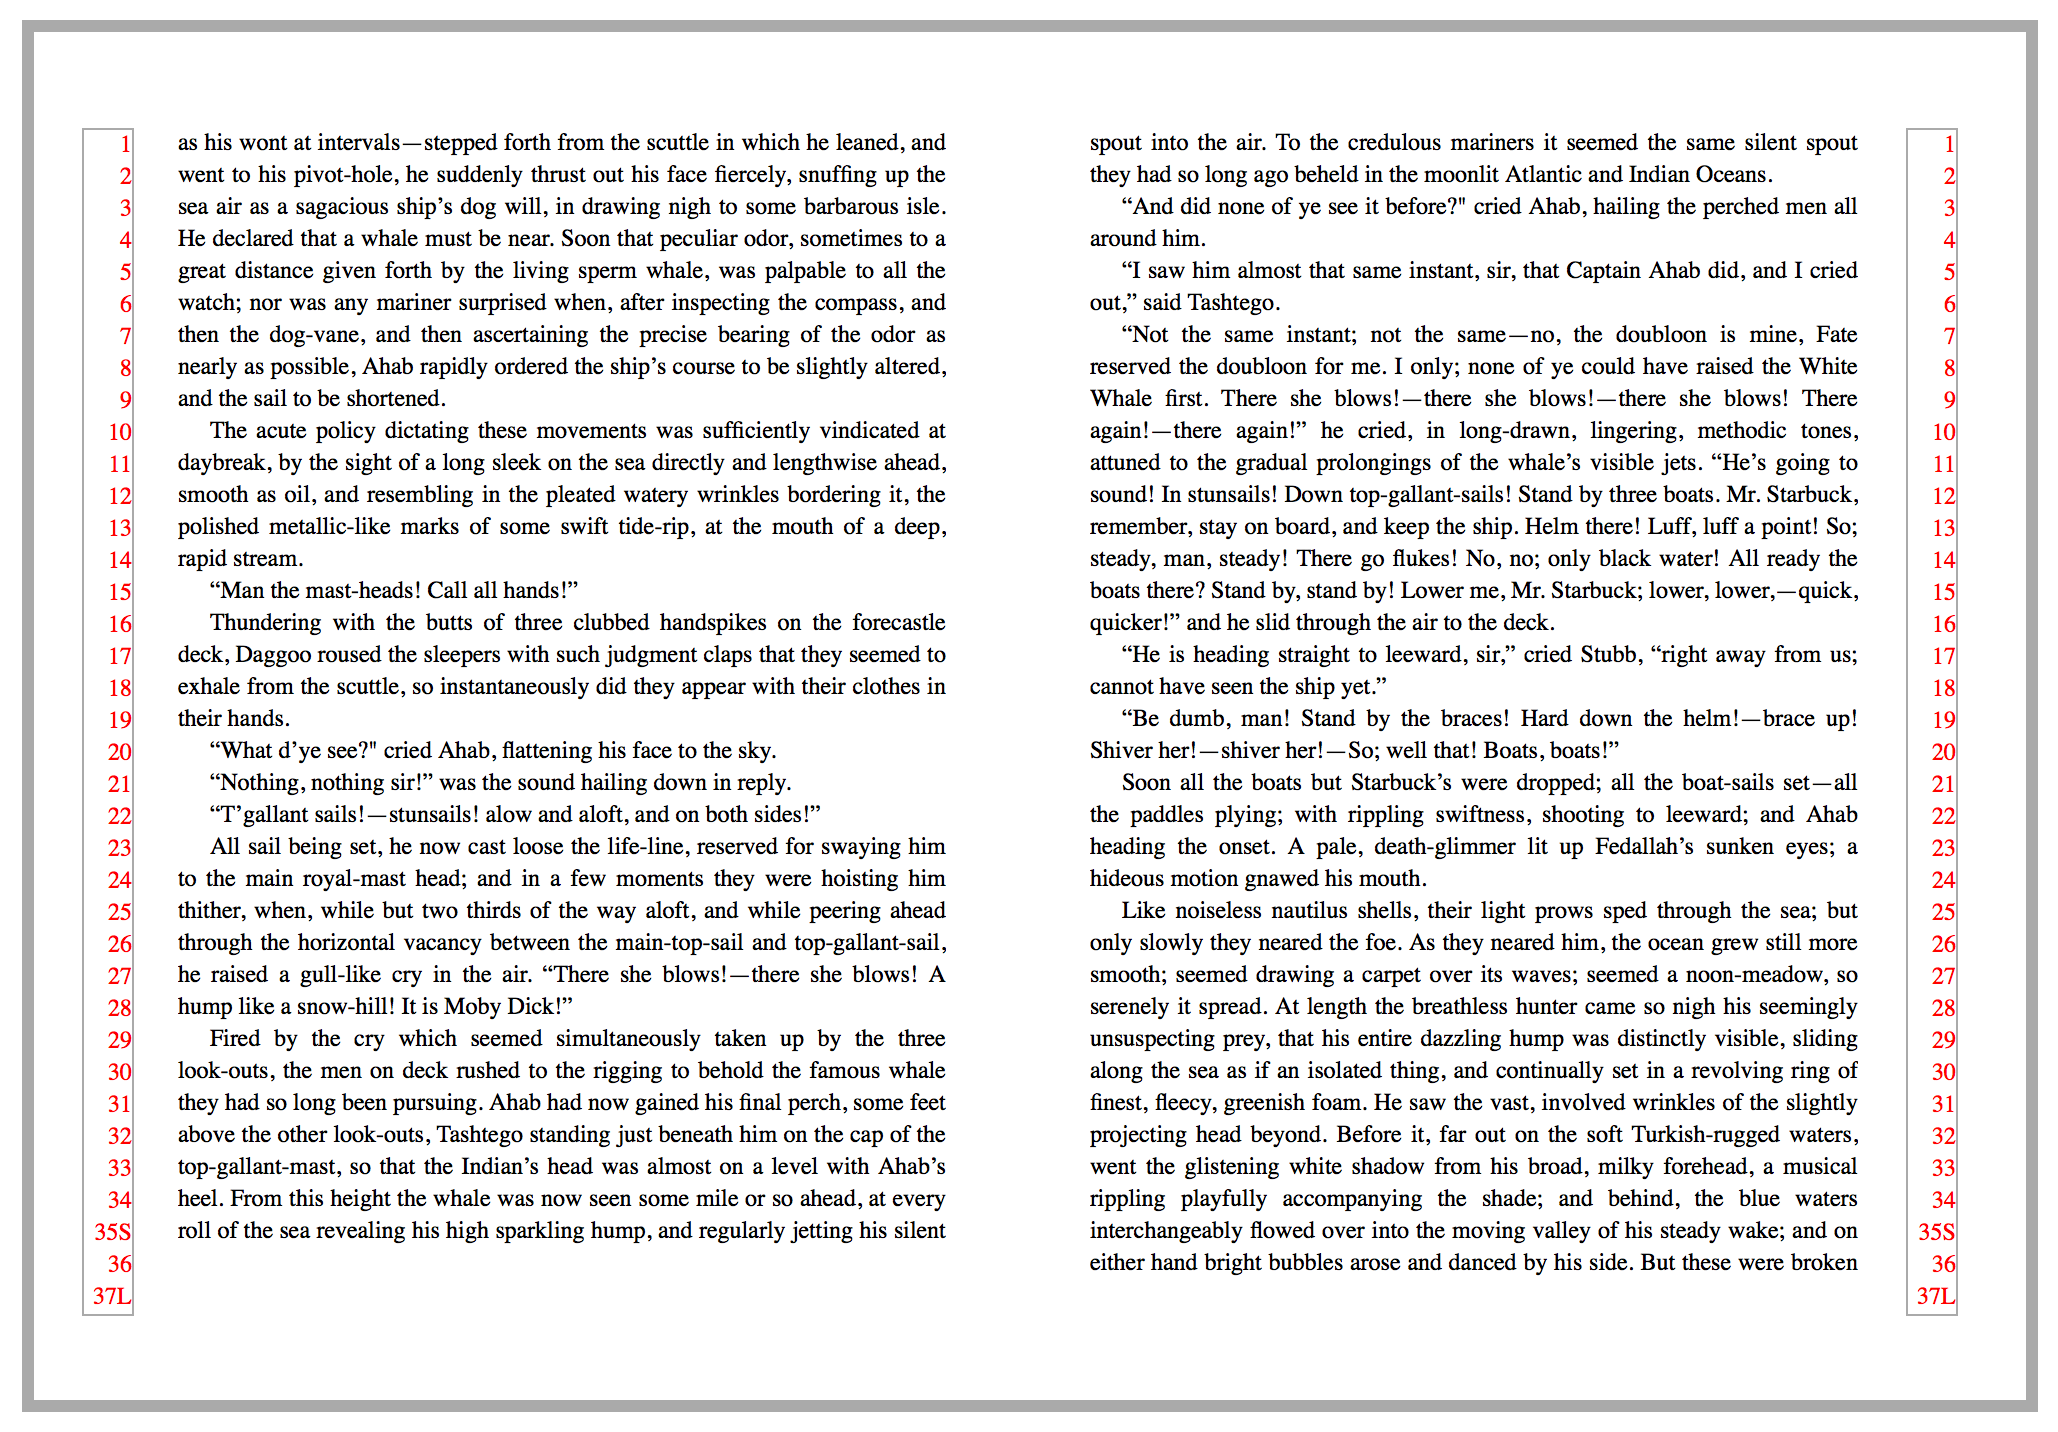 1 as his wont at intervals—stepped forth from the scuttle in which he leaned, and
2 went to his pivot-hole, he suddenly thrust out his face fiercely, snuffing up the
3 sea air as a sagacious ship’s dog will, in drawing nigh to some barbarous isle.
4 He declared that a whale must be near. Soon that peculiar odor, sometimes to a
5 great distance given forth by the living sperm whale, was palpable to all the
6 watch; nor was any mariner surprised when, after inspecting the compass, and
7 then the dog-vane, and then ascertaining the precise bearing of the odor as
8 nearly as possible, Ahab rapidly ordered the ship’s course to be slightly altered,
9 and the sail to be shortened.
10 The acute policy dictating these movements was sufficiently vindicated at
11 daybreak, by the sight of a long sleek on the sea directly and lengthwise ahead,
12 smooth as oil, and resembling in the pleated watery wrinkles bordering it, the
13 polished metallic-like marks of some swift tide-rip, at the mouth of a deep,
14 rapid stream.
15 “Man the mast-heads! Call all hands!”
16 Thundering with the butts of three clubbed handspikes on the forecastle
17 deck, Daggoo roused the sleepers with such judgment claps that they seemed to
18 exhale from the scuttle, so instantaneously did they appear with their clothes in
19 their hands.
20 “What d’ye see?" cried Ahab, flattening his face to the sky.
21 “Nothing, nothing sir!” was the sound hailing down in reply.
22 “T’gallant sails!—stunsails! alow and aloft, and on both sides!”
23 All sail being set, he now cast loose the life-line, reserved for swaying him
24 to the main royal-mast head; and in a few moments they were hoisting him
25 thither, when, while but two thirds of the way aloft, and while peering ahead
26 through the horizontal vacancy between the main-top-sail and top-gallant-sail,
27 he raised a gull-like cry in the air. “There she blows!—there she blows! A
28 hump like a snow-hill! It is Moby Dick!”
29 Fired by the cry which seemed simultaneously taken up by the three
30 look-outs, the men on deck rushed to the rigging to behold the famous whale
31 they had so long been pursuing. Ahab had now gained his final perch, some feet
32 above the other look-outs, Tashtego standing just beneath him on the cap of the
33 top-gallant-mast, so that the Indian’s head was almost on a level with Ahab’s
34 heel. From this height the whale was now seen some mile or so ahead, at every
35S roll of the sea revealing his high sparkling hump, and regularly jetting his silent
36
37L
spout into the air. To the credulous mariners it seemed the same silent spout 1
they had so long ago beheld in the moonlit Atlantic and Indian Oceans. 2
“And did none of ye see it before?" cried Ahab, hailing the perched men all 3
around him. 4
“I saw him almost that same instant, sir, that Captain Ahab did, and I cried 5
out,” said Tashtego. 6
“Not the same instant; not the same—no, the doubloon is mine, Fate 7
reserved the doubloon for me. I only; none of ye could have raised the White 8
Whale first. There she blows!—there she blows!—there she blows! There 9
again!—there again!” he cried, in long-drawn, lingering, methodic tones, 10
attuned to the gradual prolongings of the whale’s visible jets. “He’s going to 11
sound! In stunsails! Down top-gallant-sails! Stand by three boats. Mr. Starbuck, 12
remember, stay on board, and keep the ship. Helm there! Luff, luff a point! So; 13
steady, man, steady! There go flukes! No, no; only black water! All ready the 14
boats there? Stand by, stand by! Lower me, Mr. Starbuck; lower, lower,—quick, 15
quicker!” and he slid through the air to the deck. 16
“He is heading straight to leeward, sir,” cried Stubb, “right away from us; 17
cannot have seen the ship yet.” 18
“Be dumb, man! Stand by the braces! Hard down the helm!—brace up! 19
Shiver her!—shiver her!—So; well that! Boats, boats!” 20
Soon all the boats but Starbuck’s were dropped; all the boat-sails set—all 21
the paddles plying; with rippling swiftness, shooting to leeward; and Ahab 22
heading the onset. A pale, death-glimmer lit up Fedallah’s sunken eyes; a 23
hideous motion gnawed his mouth. 24
Like noiseless nautilus shells, their light prows sped through the sea; but 25
only slowly they neared the foe. As they neared him, the ocean grew still more 26
smooth; seemed drawing a carpet over its waves; seemed a noon-meadow, so 27
serenely it spread. At length the breathless hunter came so nigh his seemingly 28
unsuspecting prey, that his entire dazzling hump was distinctly visible, sliding 29
along the sea as if an isolated thing, and continually set in a revolving ring of 30
finest, fleecy, greenish foam. He saw the vast, involved wrinkles of the slightly 31
projecting head beyond. Before it, far out on the soft Turkish-rugged waters, 32
went the glistening white shadow from his broad, milky forehead, a musical 33
rippling playfully accompanying the shade; and behind, the blue waters 34
interchangeably flowed over into the moving valley of his steady wake; and on 35S
either hand bright bubbles arose and danced by his side. But these were broken 36
37L